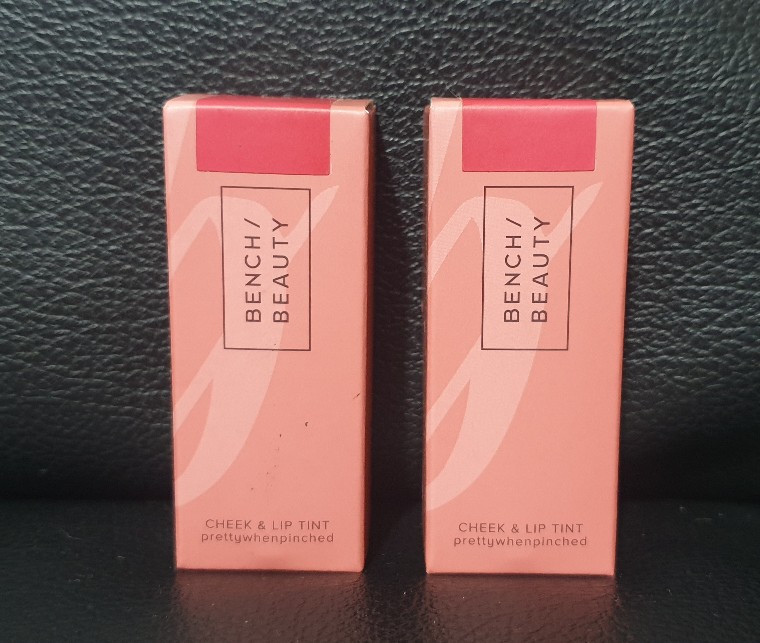 BENCH/
BEAUTY
CHEEK & LIP TINT
prettywhenpinched
BENCH/
BEAUTY
CHEEK & LIP TINT
prettywhenpinched